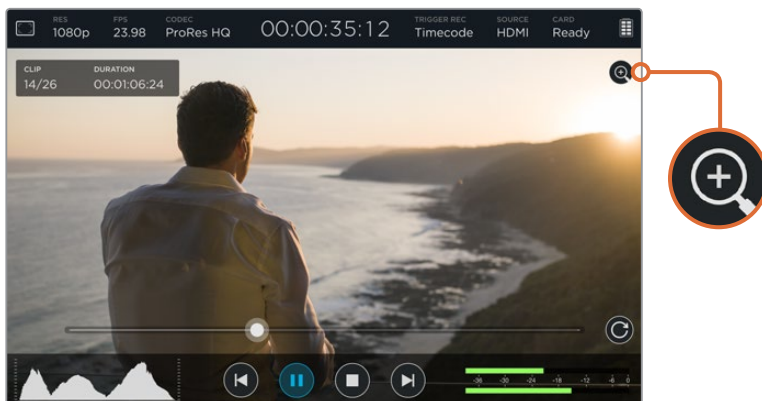 RES FPS CODEC 00:00:35:12 TRIGGER REC SOURCE CARD
1080p 23.98 ProRes HQ Timecode HDMI Ready
CLIP DURATION
14/26 00:01:06:24
-36 -30 -24 -18 -12 -6 0